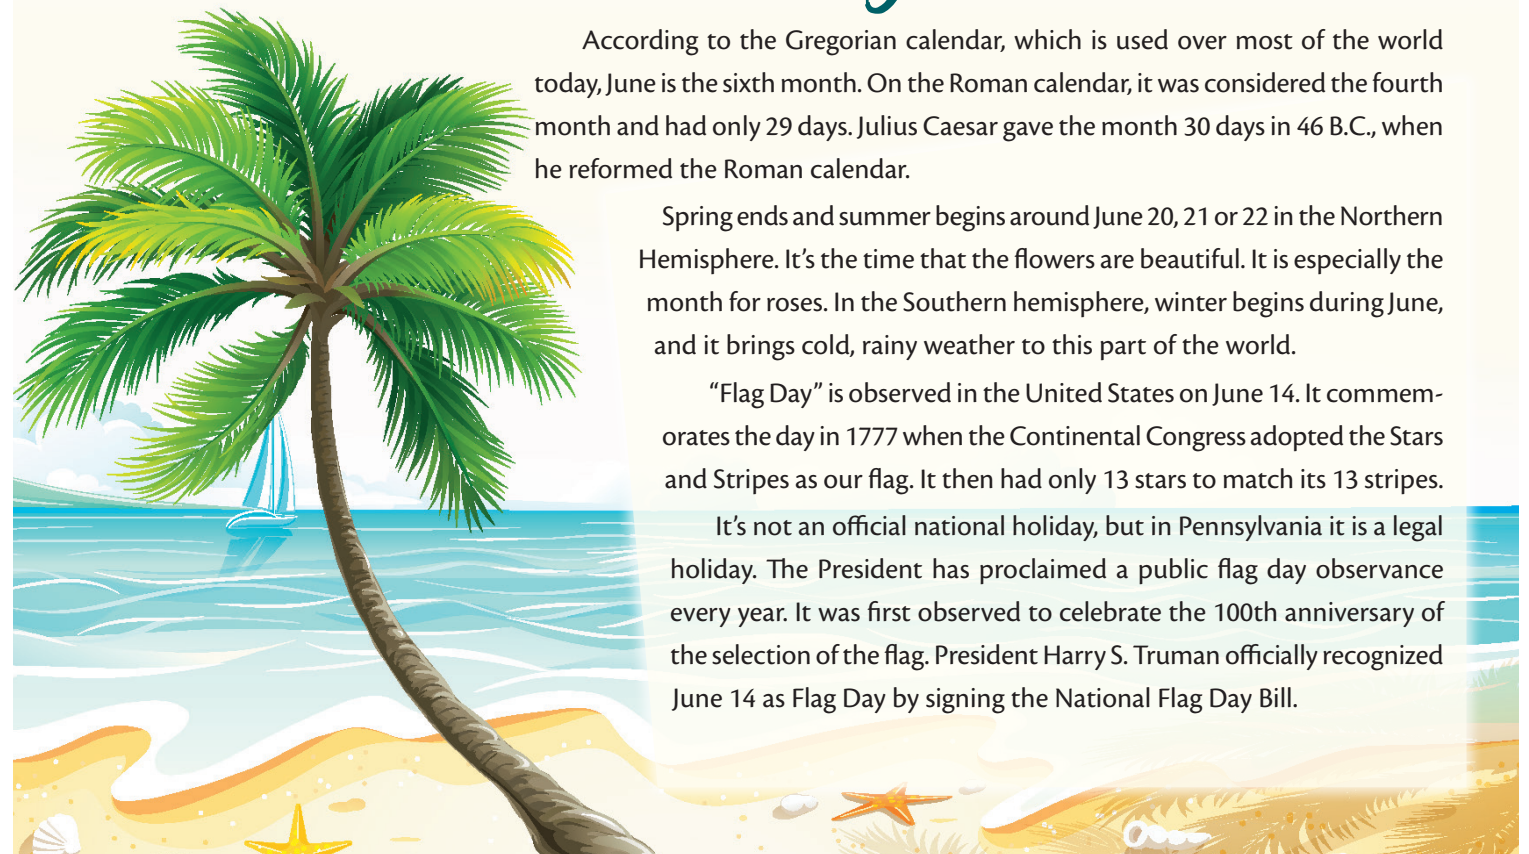 According to the Gregorian calendar, which is used over most of the world
today, June is the sixth month. On the Roman calendar, it was considered the fourth
month and had only 29 days. Julius Caesar gave the month 30 days in 46 B.C., when
he reformed the Roman calendar.
Spring ends and summer begins around June 20, 21 or 22 in the Northern
Hemisphere. It’s the time that the flowers are beautiful. It is especially the
month for roses. In the Southern hemisphere, winter begins during June,
and it brings cold, rainy weather to this part of the world.
“Flag Day” is observed in the United States on June 14. It commem-
orates the day in 1777 when the Continental Congress adopted the Stars
and Stripes as our flag. It then had only 13 stars to match its 13 stripes.
It’s not an official national holiday, but in Pennsylvania it is a legal
holiday. The President has proclaimed a public flag day observance
every year. It was first observed to celebrate the 100th anniversary of
the selection of the flag. President Harry S. Truman officially recognized
June 14 as Flag Day by signing the National Flag Day Bill.